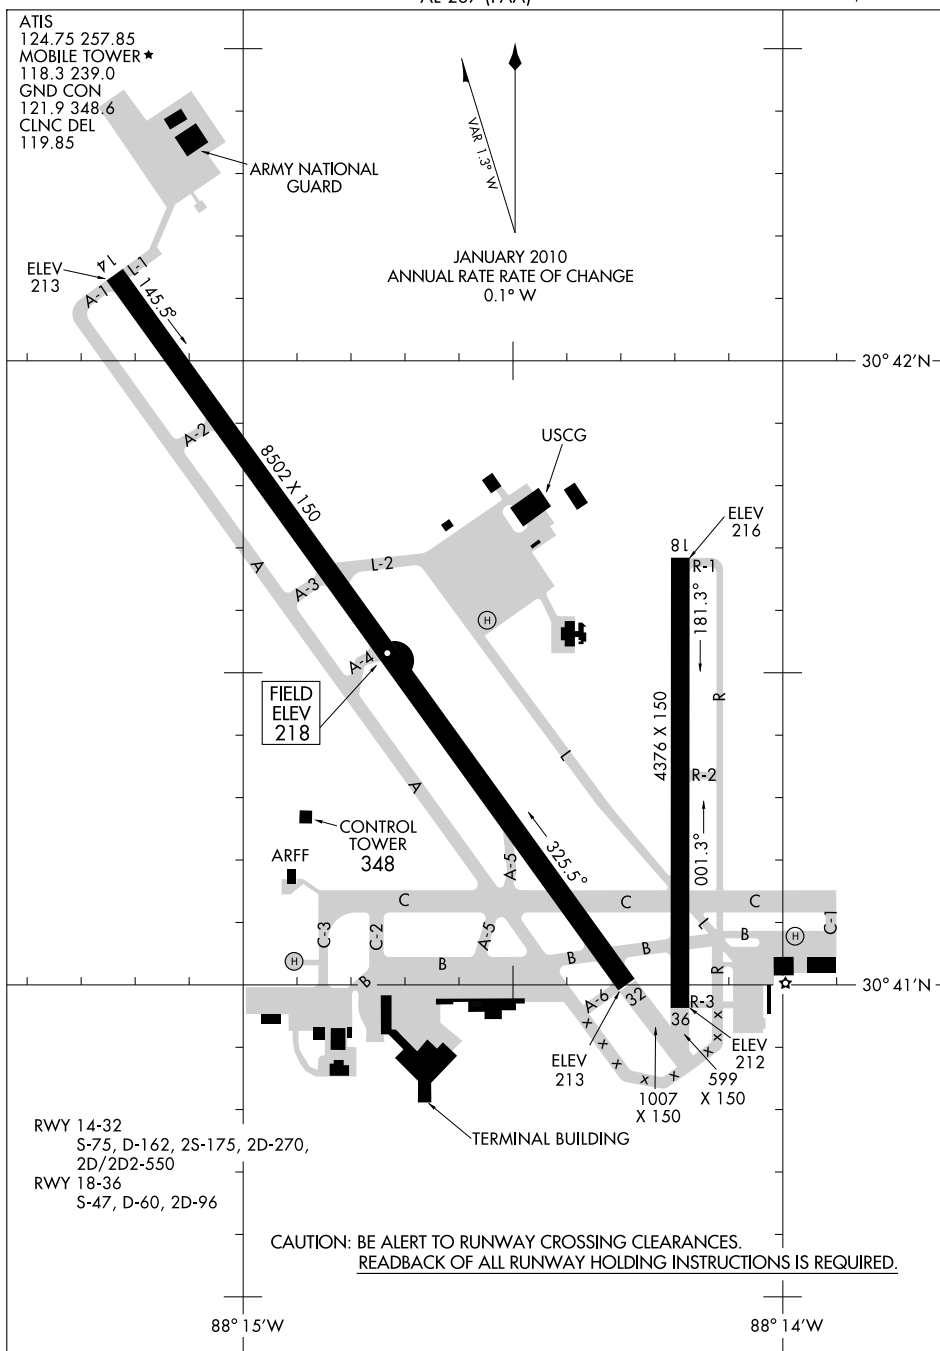 AL-267 (FAA)
ATIS
124.75 257.85
MOBILE TOWER ★
118.3 239.0
GND CON
121.9 348.6
CLNC DEL
119.85
ARMY NATIONAL
GUARD
VAR 1.3° W
JANUARY 2010
ANNUAL RATE RATE OF CHANGE
0.1° W
ELEV
213
14
L-1
A-1
145.5°
30° 42'N
A-2
8502 X 150
USCG
ELEV
216
18
R-1
L-2
A
A-3
181.3°
H
A-4
FIELD
ELEV
218
R
4376 X 150
R-2
L
A
CONTROL
TOWER
348
ARFF
325.5°
001.3°
A-5
C
C
C
C-1
C-3
C-2
A-5
L
B
B
B
B
B
H
H
R
30° 41'N
A-6
32
R-3
36
x
x
x
x
x
x
x
x
ELEV
213
ELEV
212
599
X 150
1007
X 150
TERMINAL BUILDING
RWY 14-32
S-75, D-162, 2S-175, 2D-270,
2D/2D2-550
RWY 18-36
S-47, D-60, 2D-96
CAUTION: BE ALERT TO RUNWAY CROSSING CLEARANCES.
READBACK OF ALL RUNWAY HOLDING INSTRUCTIONS IS REQUIRED.
88° 15'W
88° 14'W